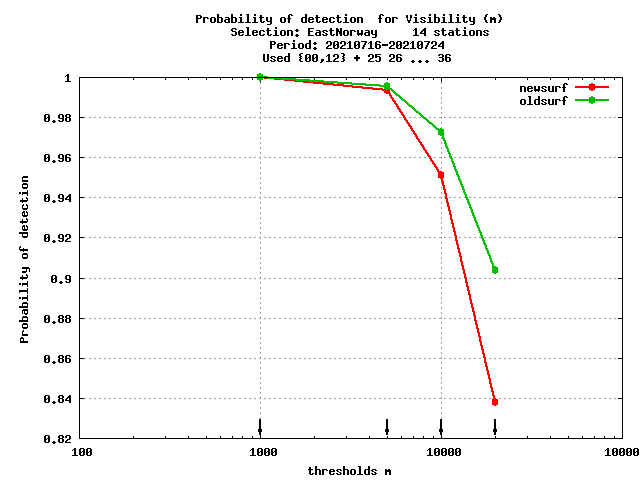 Probability of detection  for Visibility (m)
Selection: EastNorway     14 stations
Period: 20210716-20210724
Used {00,12} + 25 26 ... 36
newsurf
oldsurf
Probability of detection
1
0.98
0.96
0.94
0.92
0.9
0.88
0.86
0.84
0.82
100
1000
10000
10000
thresholds m